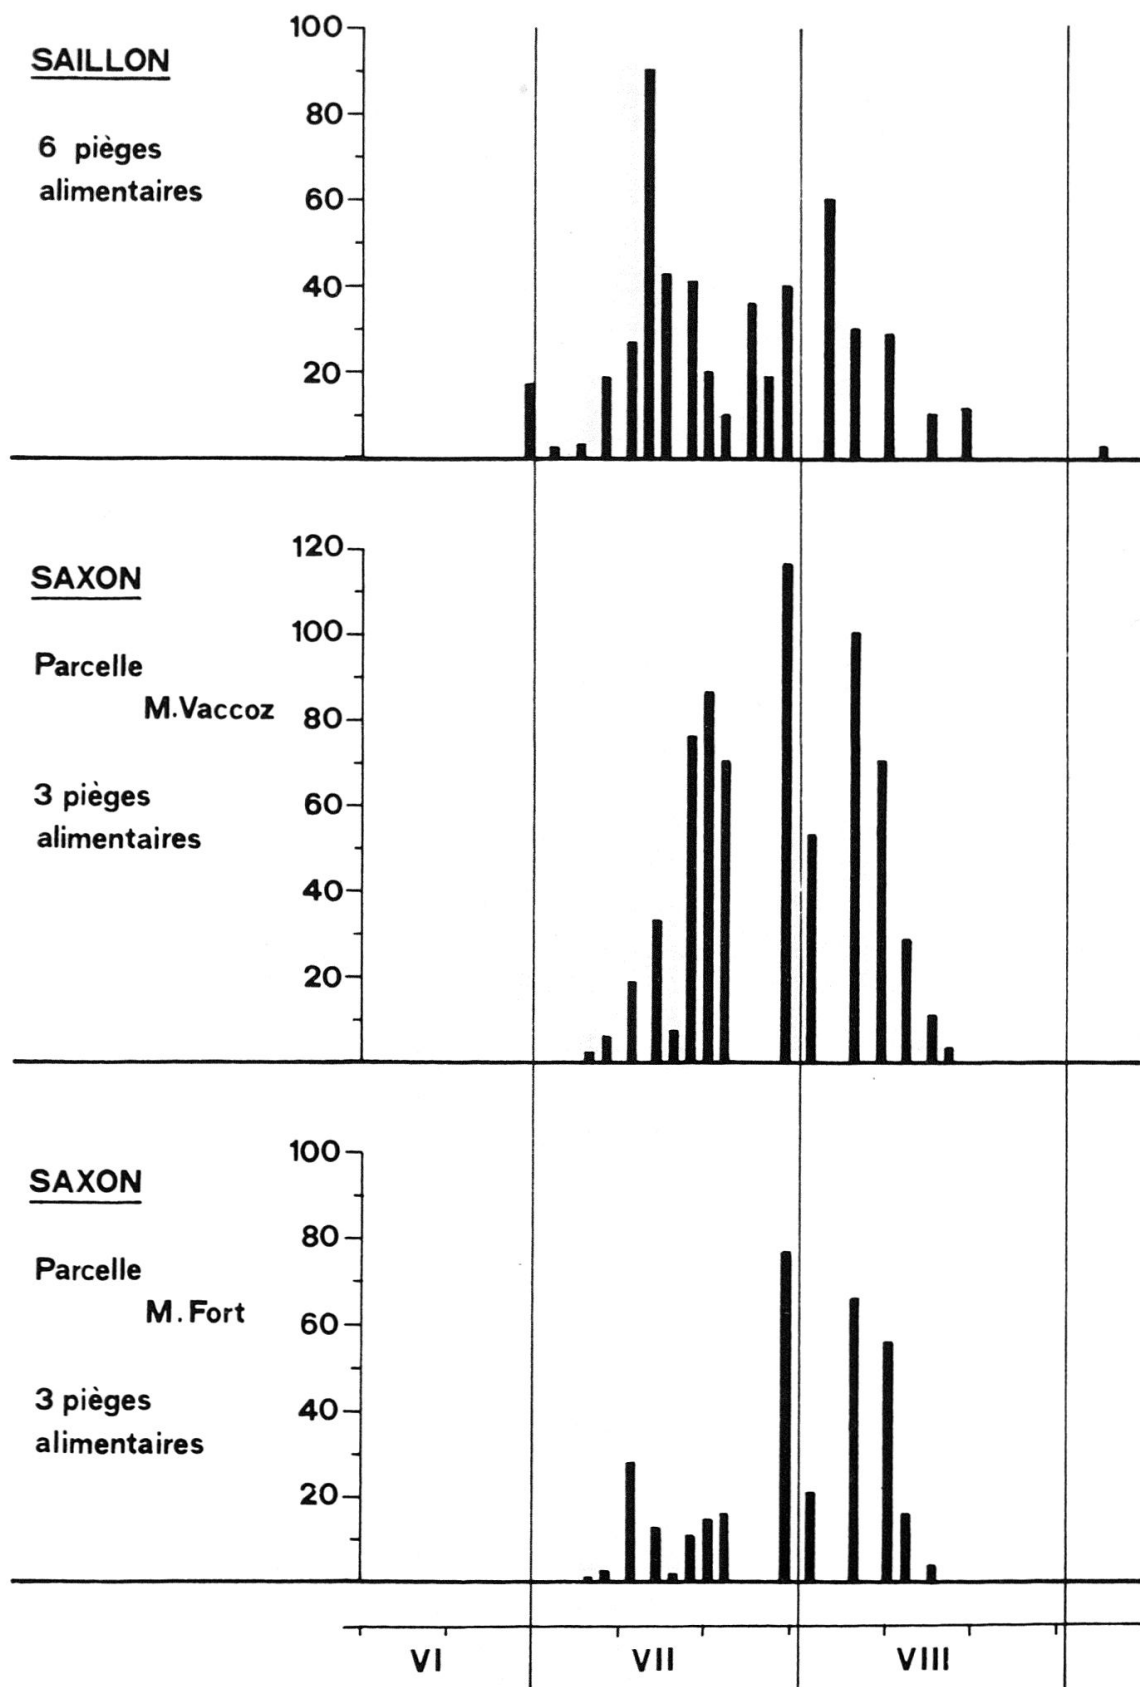 SAILLON
6 pièges
alimentaires
100
80
60
40
20
SAXON
Parcelle
M.Vaccoz
3 pièges
alimentaires
120
100
80
60
40
20
SAXON
Parcelle
M. Fort
3 pièges
alimentaires
100
80
60
40
20
VI VII VIII